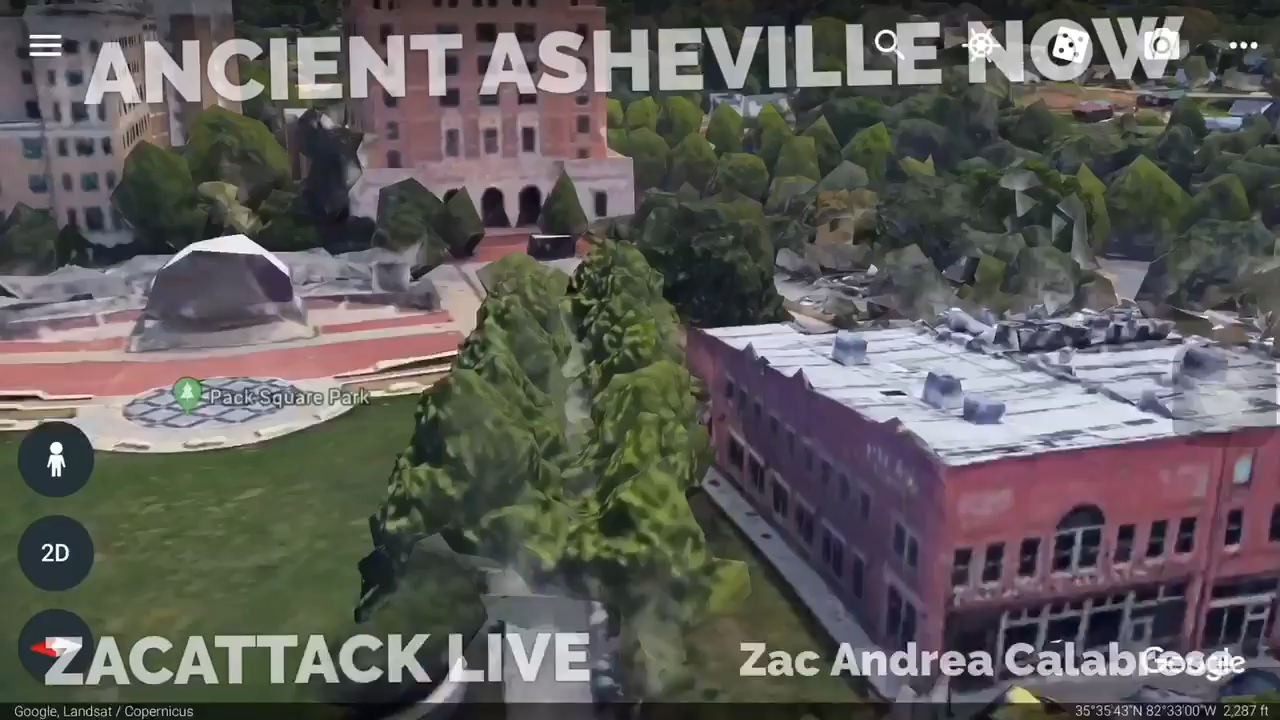 ANCIENT ASHEVILLE NOW
Pack Square Park
2D
ZACATTACK LIVE
Zac Andrea Calabrese
Google
Google, Landsat / Copernicus
35°35'43"N 82°33'00"W 2,287 ft